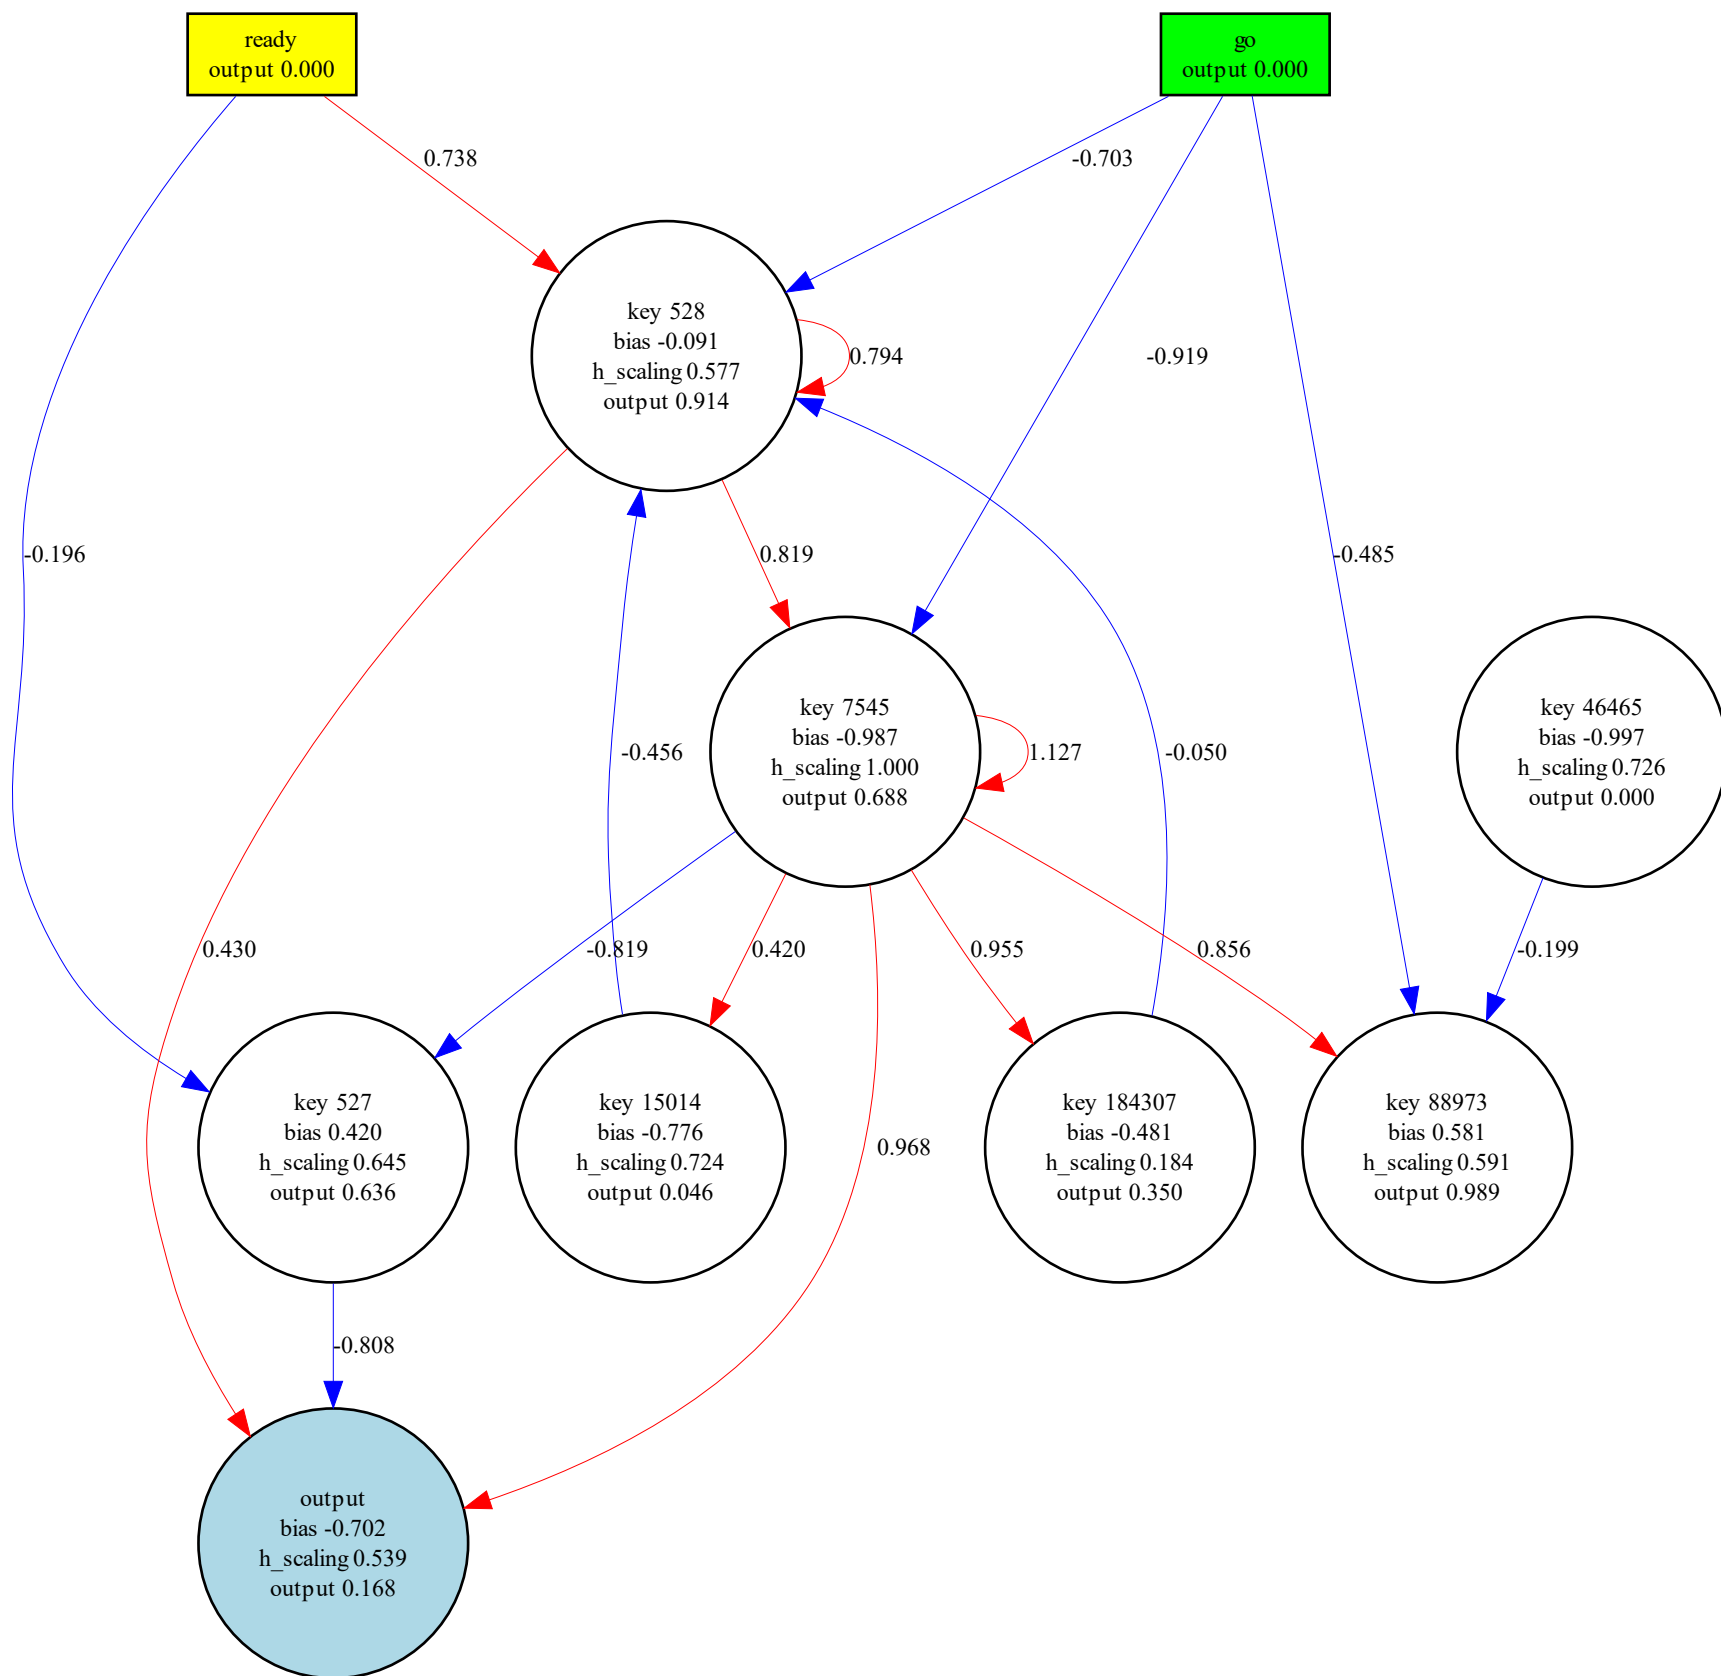 ready
output 0.000
go
output 0.000
0.738
-0.703
key 528
bias -0.091
h_scaling 0.577
output 0.914
0.794
-0.919
-0.196
0.819
-0.485
key 7545
bias -0.987
h_scaling 1.000
output 0.688
1.127
-0.456
-0.050
key 46465
bias -0.997
h_scaling 0.726
output 0.000
0.430
-0.819
0.420
0.955
0.856
-0.199
key 527
bias 0.420
h_scaling 0.645
output 0.636
key 15014
bias -0.776
h_scaling 0.724
output 0.046
0.968
key 184307
bias -0.481
h_scaling 0.184
output 0.350
key 88973
bias 0.581
h_scaling 0.591
output 0.989
-0.808
output
bias -0.702
h_scaling 0.539
output 0.168